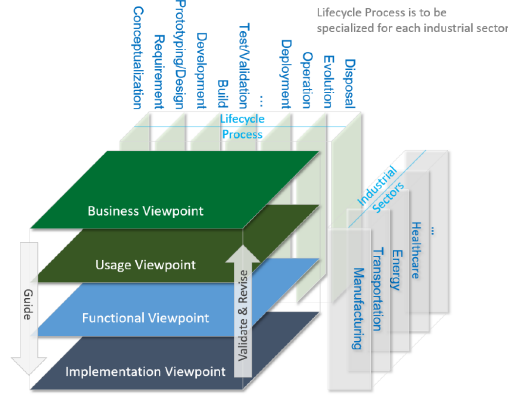 Lifecycle Process is to be
specialized for each industrial sector
Conceptualization
Requirement
Prototyping/Design
Development
Build
Test/Validation
...
Deployment
Operation
Evolution
Disposal
Lifecycle
Process
Industrial
Sectors
Business Viewpoint
Usage Viewpoint
Functional Viewpoint
Implementation Viewpoint
Guide
Validate & Revise
Manufacturing
Transportation
Energy
Healthcare
...